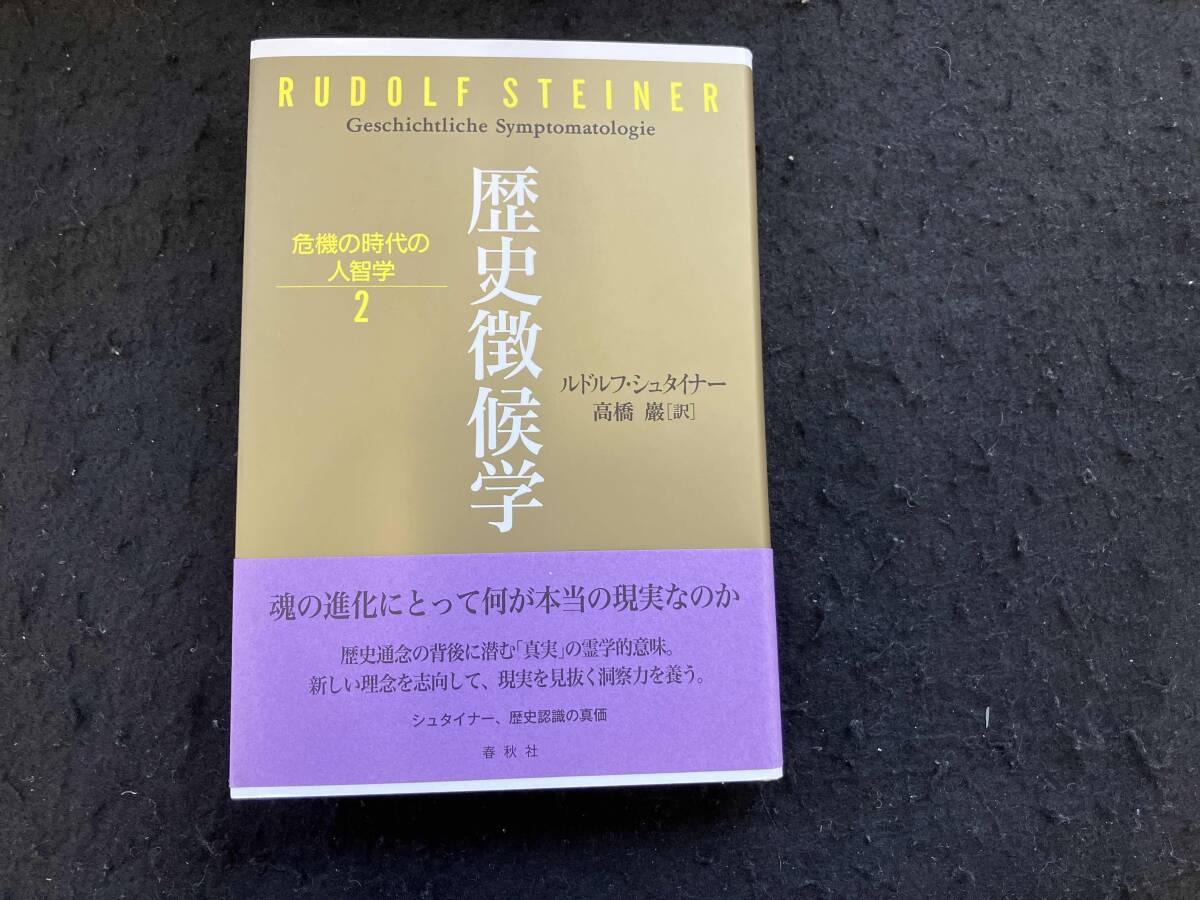 RUDOLF STEINER
Geschichtliche Symptomatologie
歴史徴候学
危機の時代の
人智学
2
ルドルフ・シュタイナー
高橋 巖[訳]
魂の進化にとって何が本当の現実なのか
歴史通念の背後に潜む「真実」の霊学的意味。
新しい理念を志向して、現実を見抜く洞察力を養う。
シュタイナー、歴史認識の真価
春秋社